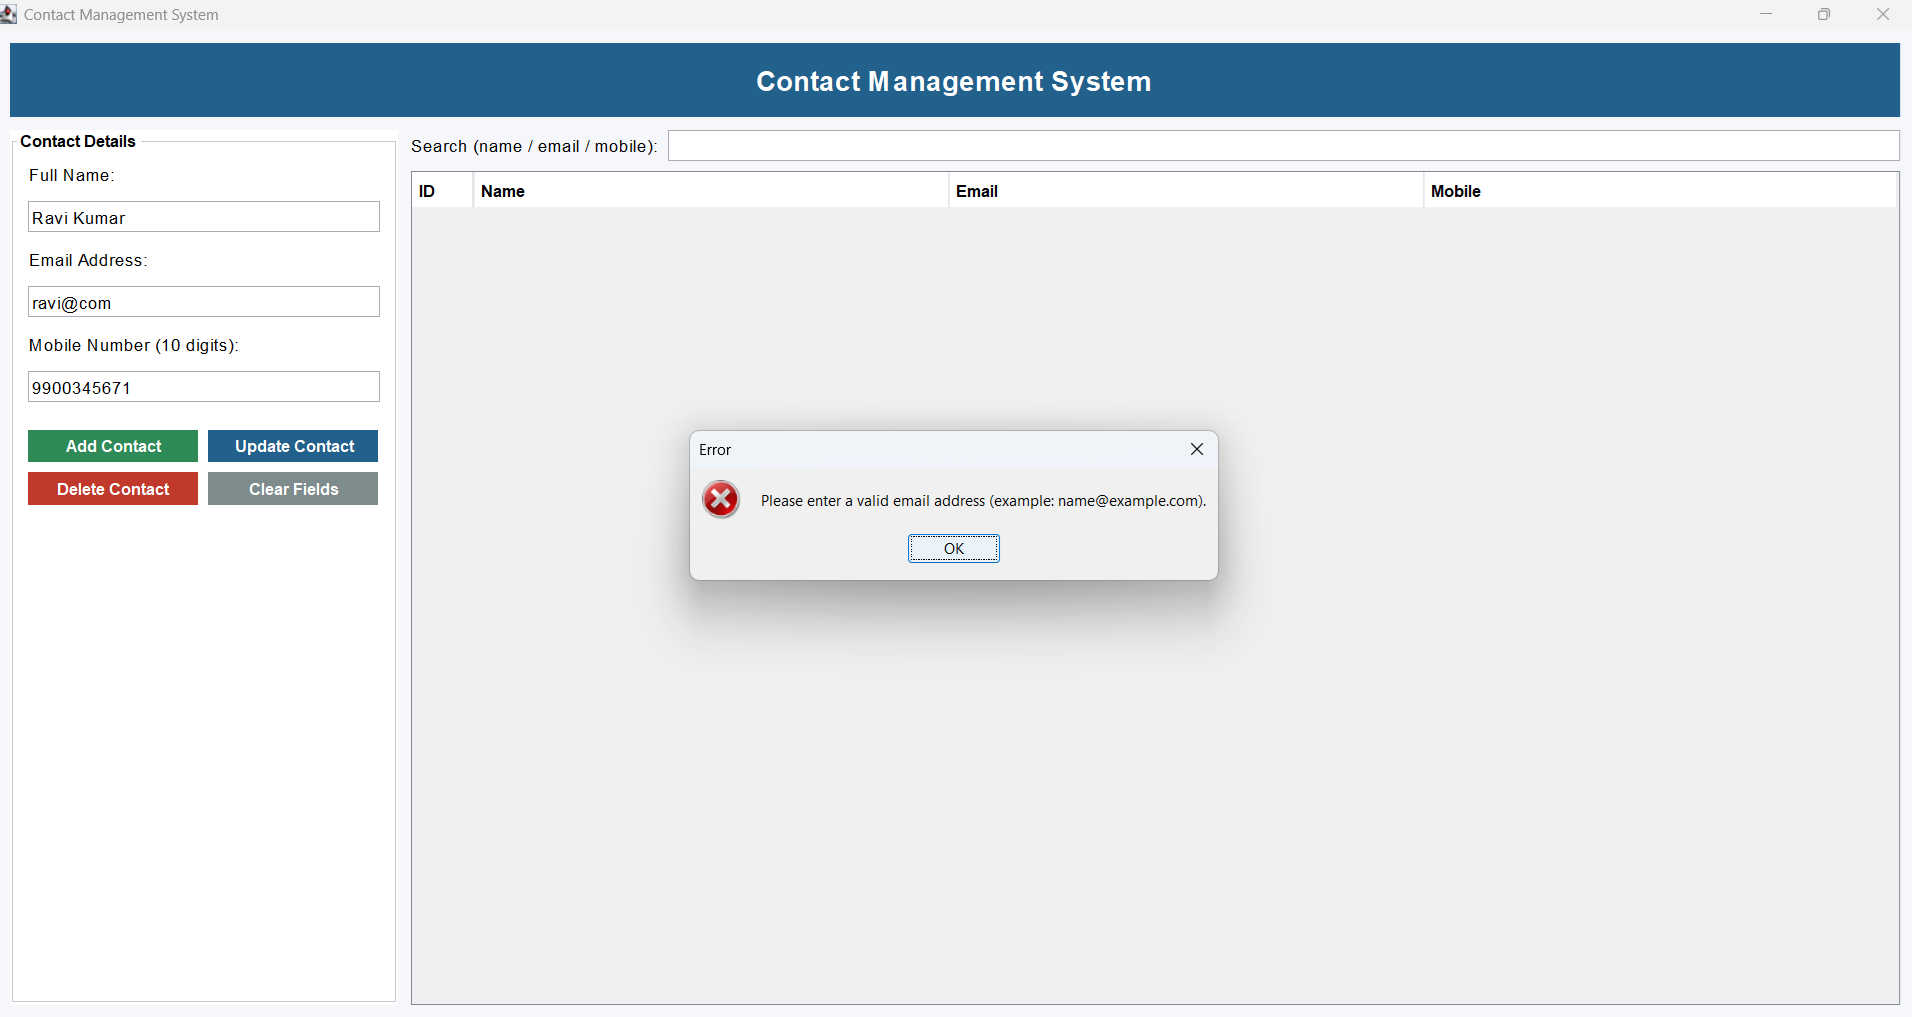 Contact Management System
Contact Management System
Contact Details
Full Name:
Ravi Kumar
Email Address:
ravi@com
Mobile Number (10 digits):
9900345671
Add Contact Update Contact
Delete Contact Clear Fields
Search (name / email / mobile):
ID Name Email Mobile
Error
Please enter a valid email address (example: name@example.com).
OK